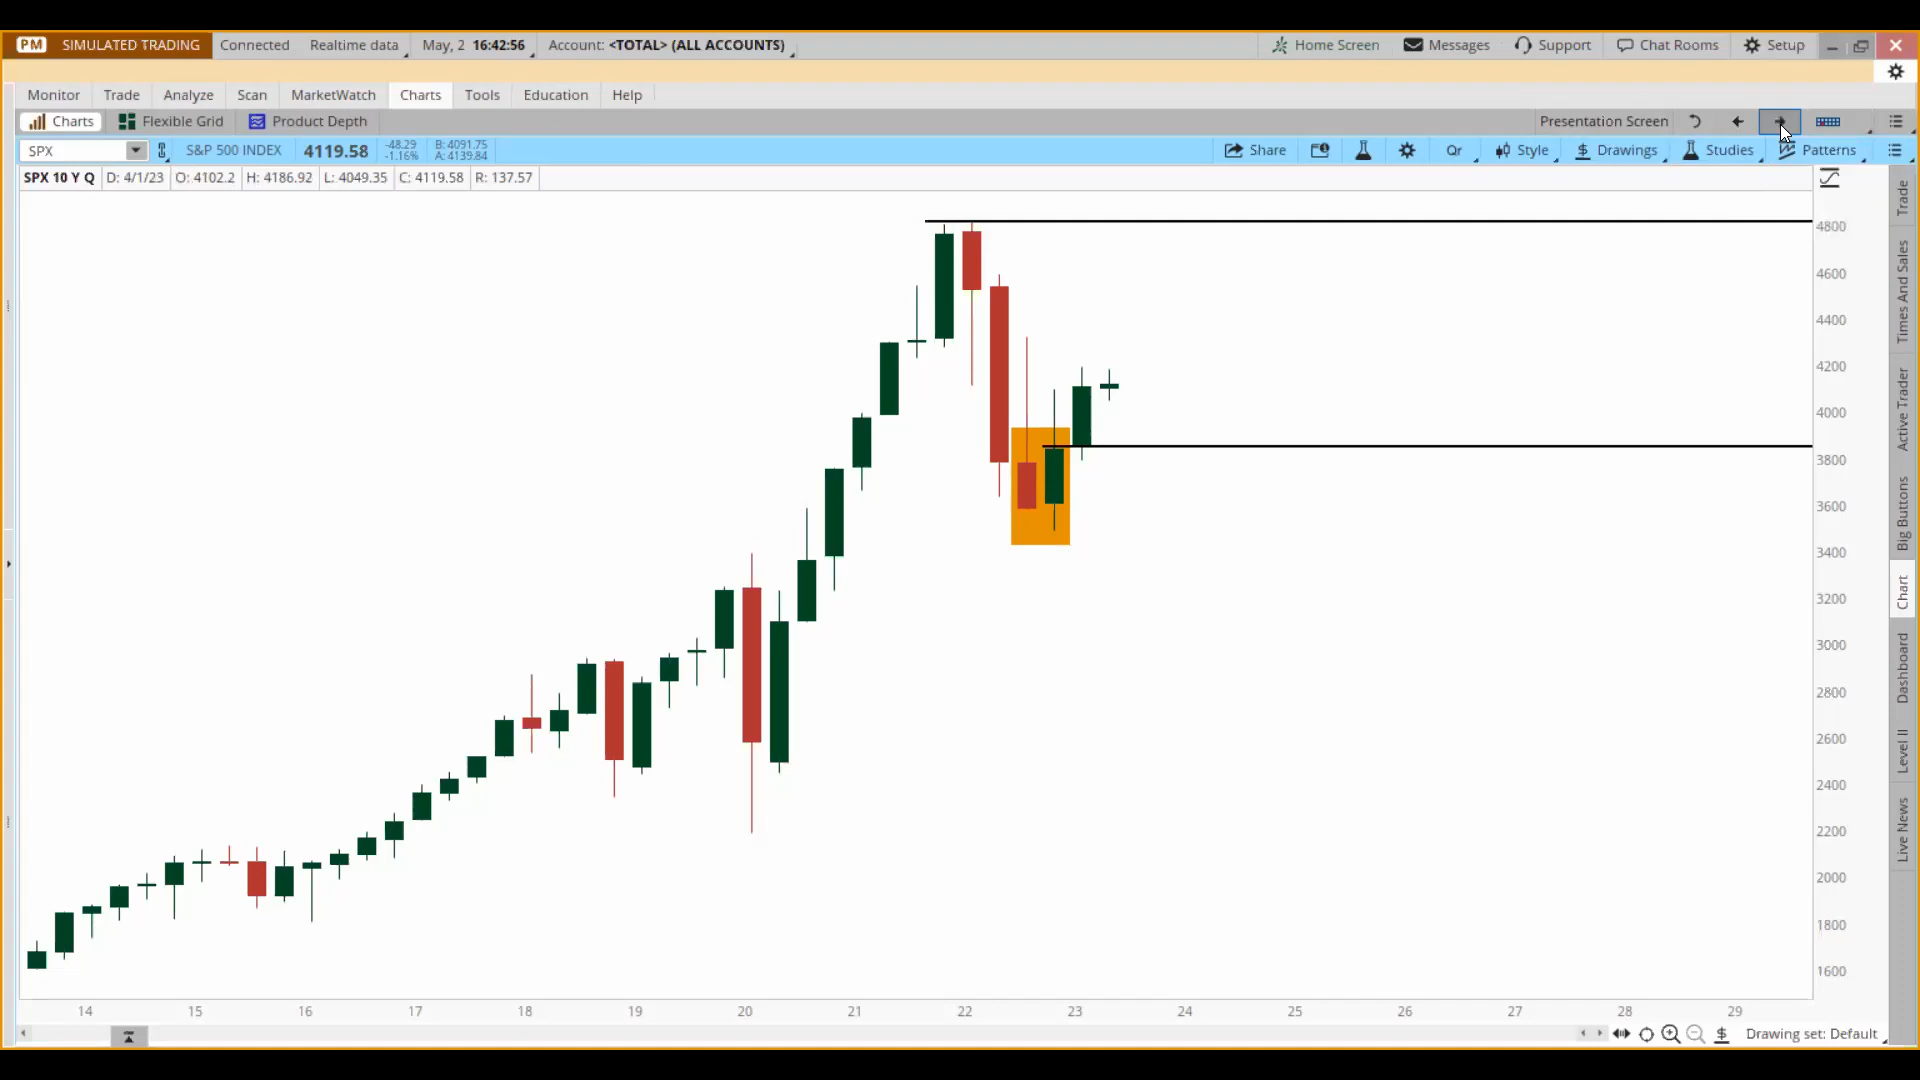 PM SIMULATED TRADING Connected Realtime data May, 2 16:42:56 Account: <TOTAL> (ALL ACCOUNTS) Home Screen Messages Support Chat Rooms Setup
Monitor Trade Analyze Scan MarketWatch Charts Tools Education Help
Charts Flexible Grid Product Depth Presentation Screen
SPX S&P 500 INDEX 4119.58 -48.29 -1.16% B: 4091.75 A: 4139.84 Share Qr Style $ Drawings Studies Patterns
SPX 10 Y Q D: 4/1/23 O: 4102.2 H: 4186.92 L: 4049.35 C: 4119.58 R: 137.57
4800
4600
4400
4200
4000
3800
3600
3400
3200
3000
2800
2600
2400
2200
2000
1800
1600
14 15 16 17 18 19 20 21 22 23 24 25 26 27 28 29
$ Drawing set: Default
Trade
Times And Sales
Active Trader
Big Buttons
Chart
Dashboard
Level II
Live News